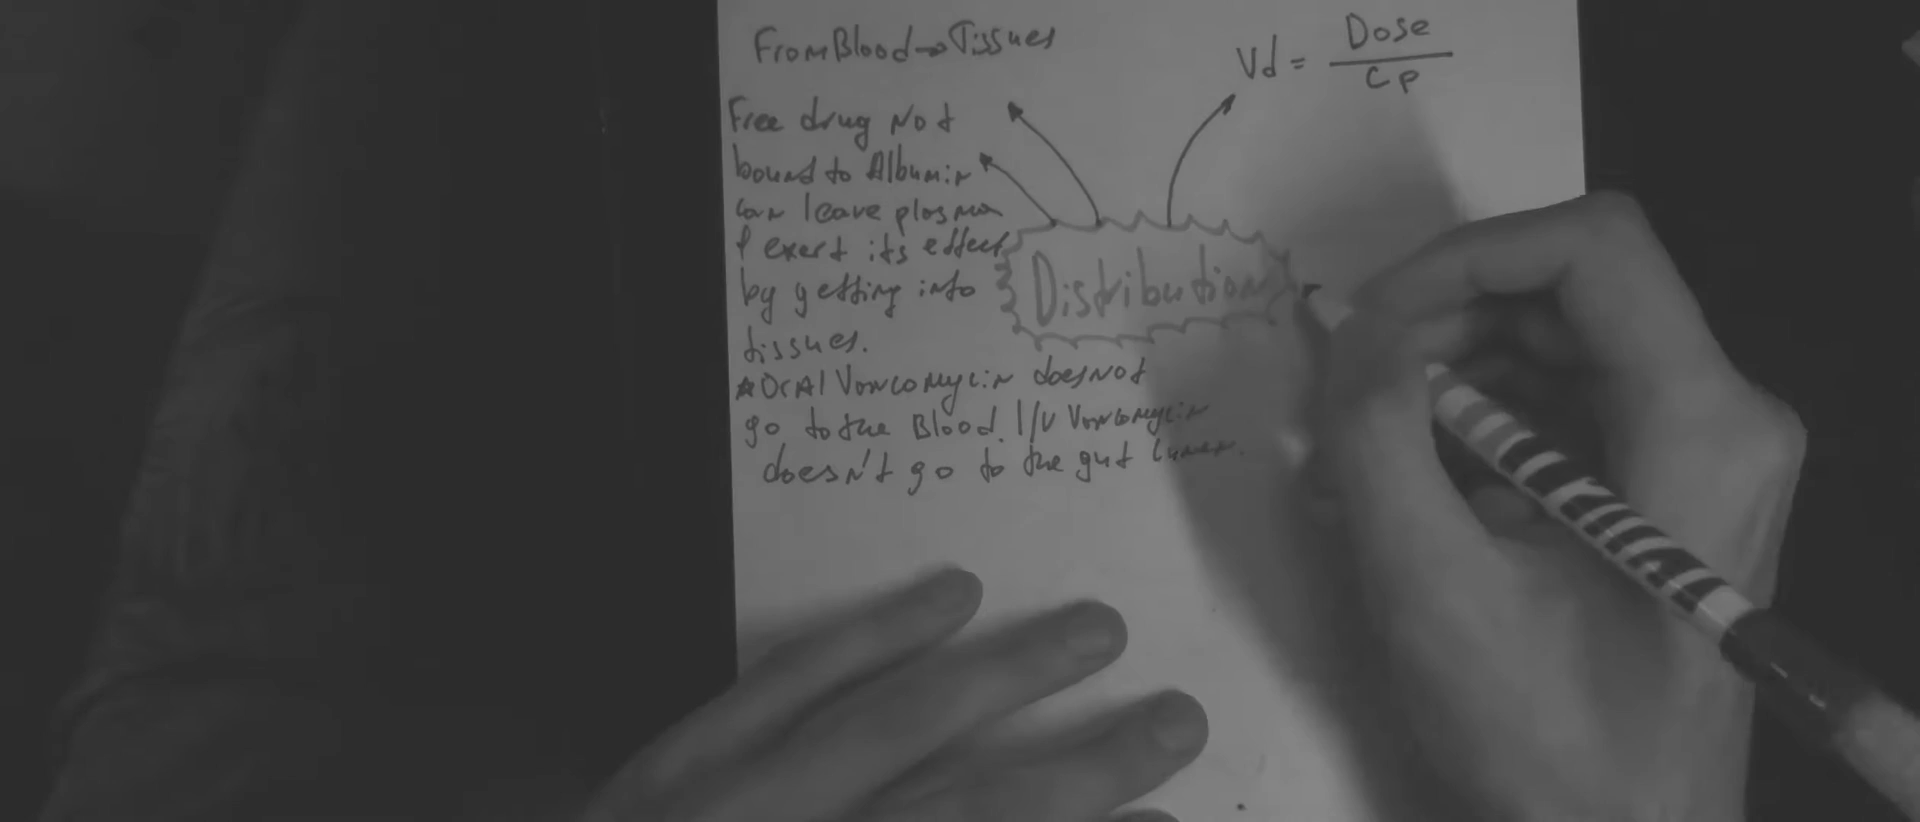 From Blood → Tissues
Vd = Dose / Cp
Free drug Not
bound to Albumin
can leave plasma
& exert its effect
by getting into
tissues.
Distribution
★ Oral Vancomycin does Not
go to the Blood. I/V Vancomycin
doesn't go to the gut lumen.